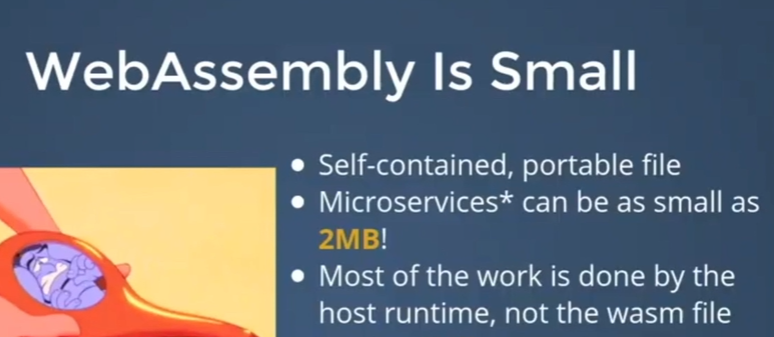 WebAssembly Is Small
● Self-contained, portable file
● Microservices* can be as small as
2MB!
● Most of the work is done by the
host runtime, not the wasm file